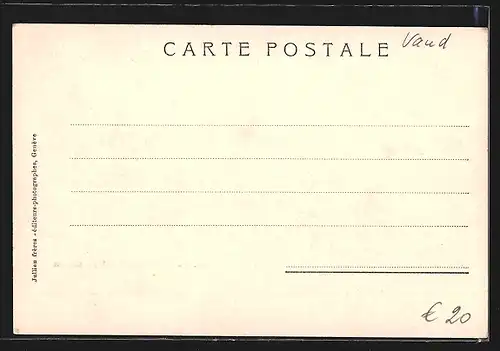 CARTE POSTALE
Vaud
Jullien frères - éditeurs-photographes, Genève
€ 20